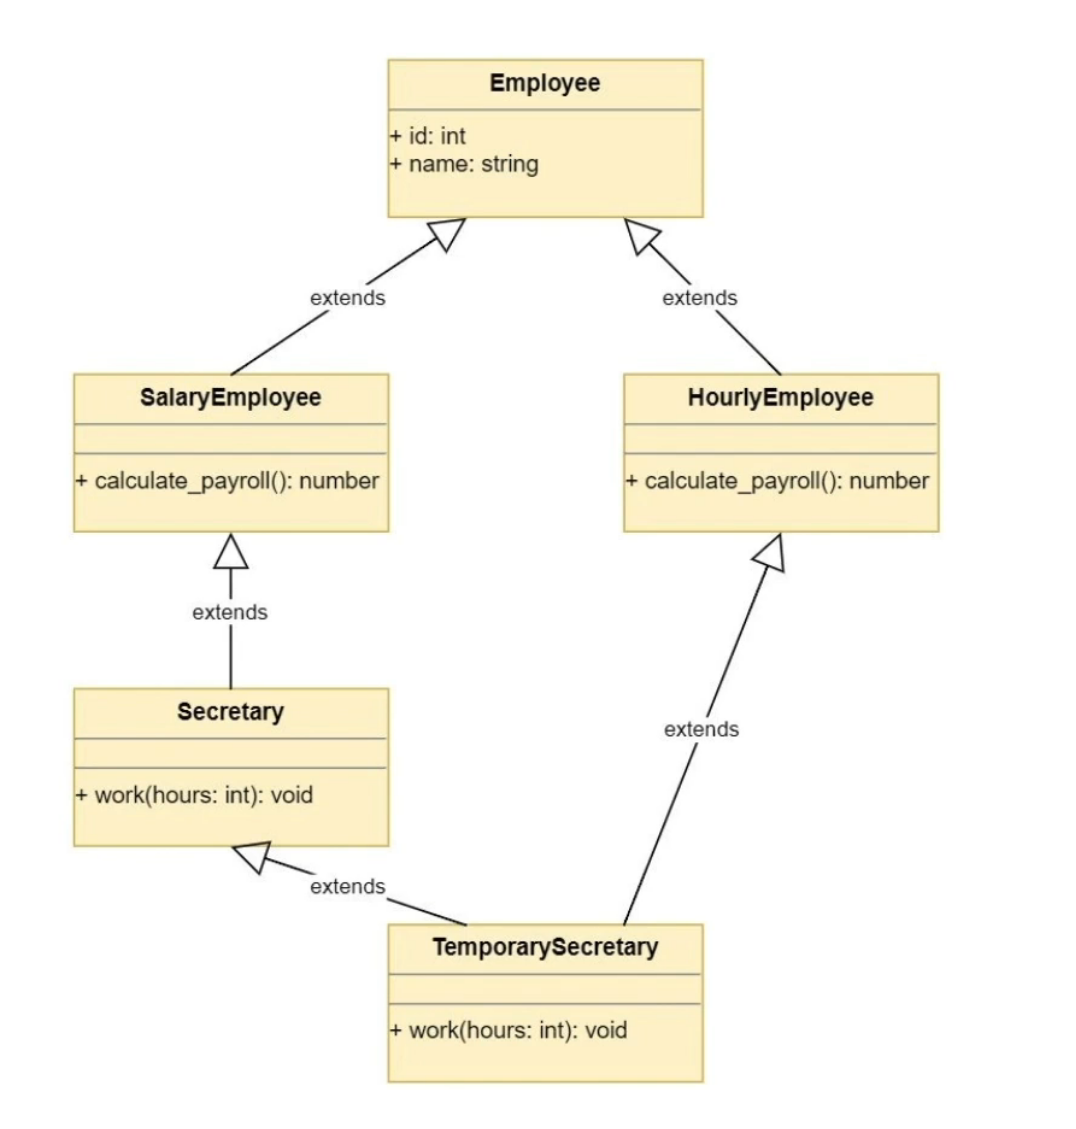 Employee
+ id: int
+ name: string
extends
extends
SalaryEmployee
+ calculate_payroll(): number
HourlyEmployee
+ calculate_payroll(): number
extends
Secretary
+ work(hours: int): void
extends
extends
TemporarySecretary
+ work(hours: int): void